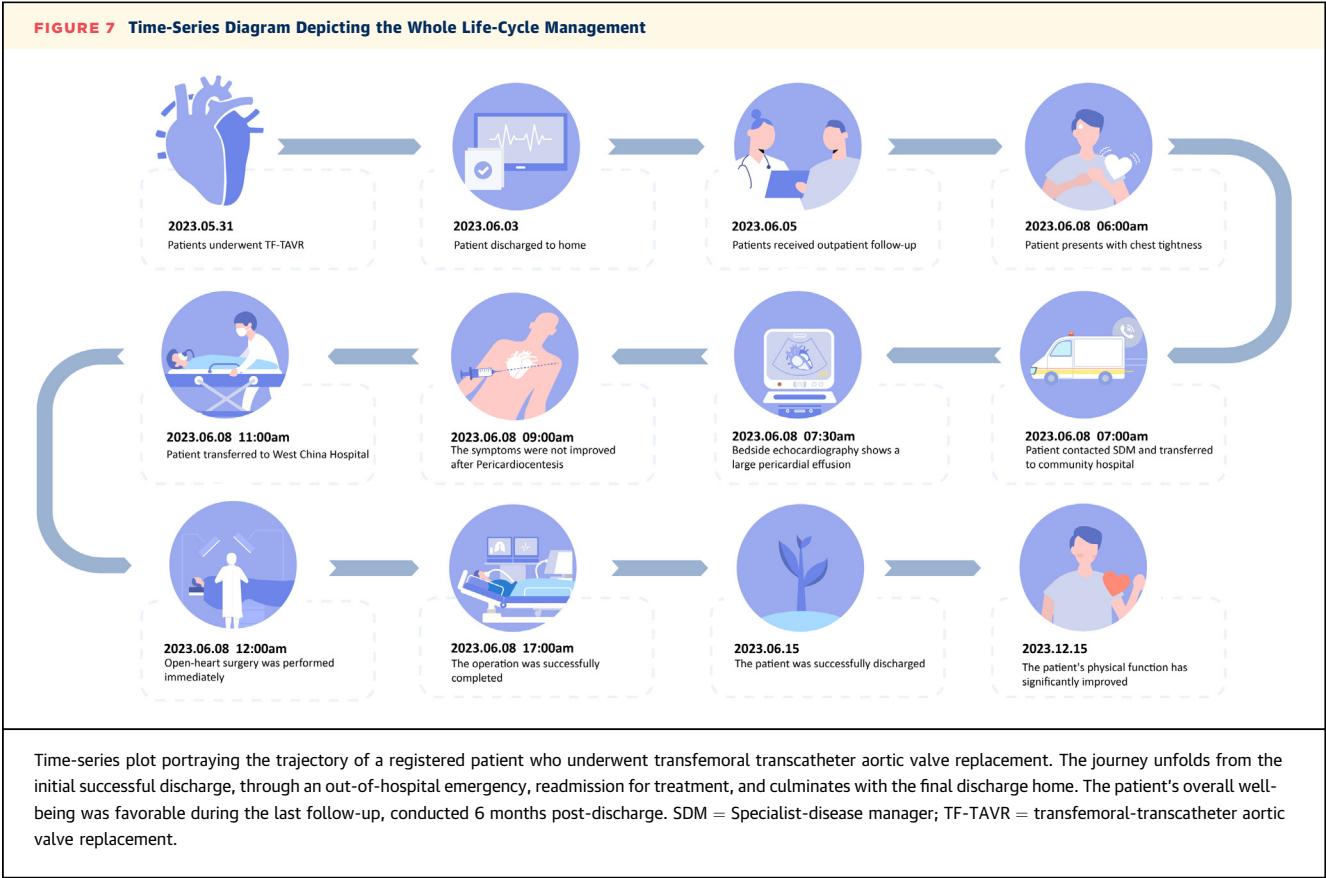 FIGURE 7 Time-Series Diagram Depicting the Whole Life-Cycle Management
2023.05.31
Patients underwent TF-TAVR
2023.06.03
Patient discharged to home
2023.06.05
Patients received outpatient follow-up
2023.06.08 06:00am
Patient presents with chest tightness
2023.06.08 07:00am
Patient contacted SDM and transferred
to community hospital
2023.06.08 07:30am
Bedside echocardiography shows a
large pericardial effusion
2023.06.08 09:00am
The symptoms were not improved
after Pericardiocentesis
2023.06.08 11:00am
Patient transferred to West China Hospital
2023.06.08 12:00am
Open-heart surgery was performed
immediately
2023.06.08 17:00am
The operation was successfully
completed
2023.06.15
The patient was successfully discharged
2023.12.15
The patient's physical function has
significantly improved
Time-series plot portraying the trajectory of a registered patient who underwent transfemoral transcatheter aortic valve replacement. The journey unfolds from the
initial successful discharge, through an out-of-hospital emergency, readmission for treatment, and culminates with the final discharge home. The patient's overall well-
being was favorable during the last follow-up, conducted 6 months post-discharge. SDM = Specialist-disease manager; TF-TAVR = transfemoral-transcatheter aortic
valve replacement.